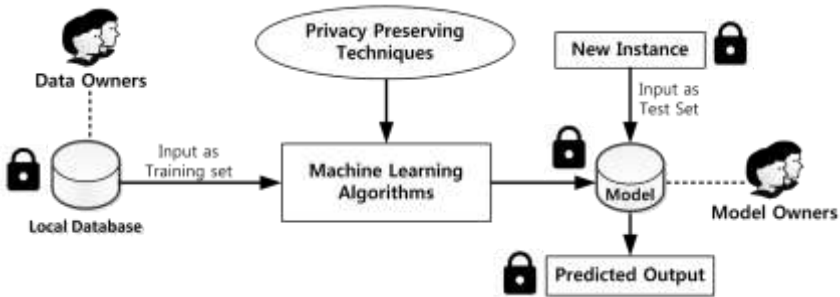 Data Owners
Local Database
Input as
Training set
Privacy Preserving
Techniques
Machine Learning
Algorithms
New Instance
Input as
Test Set
Model
Model Owners
Predicted Output